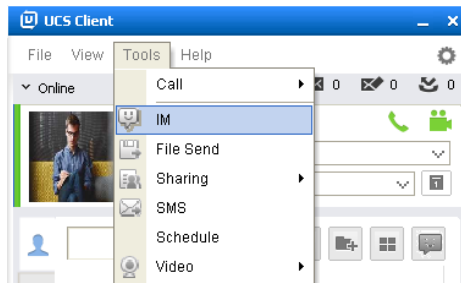 UCS Client
File View Tools Help
Online 0 0 0
Call
IM
File Send
Sharing
SMS
Schedule
Video